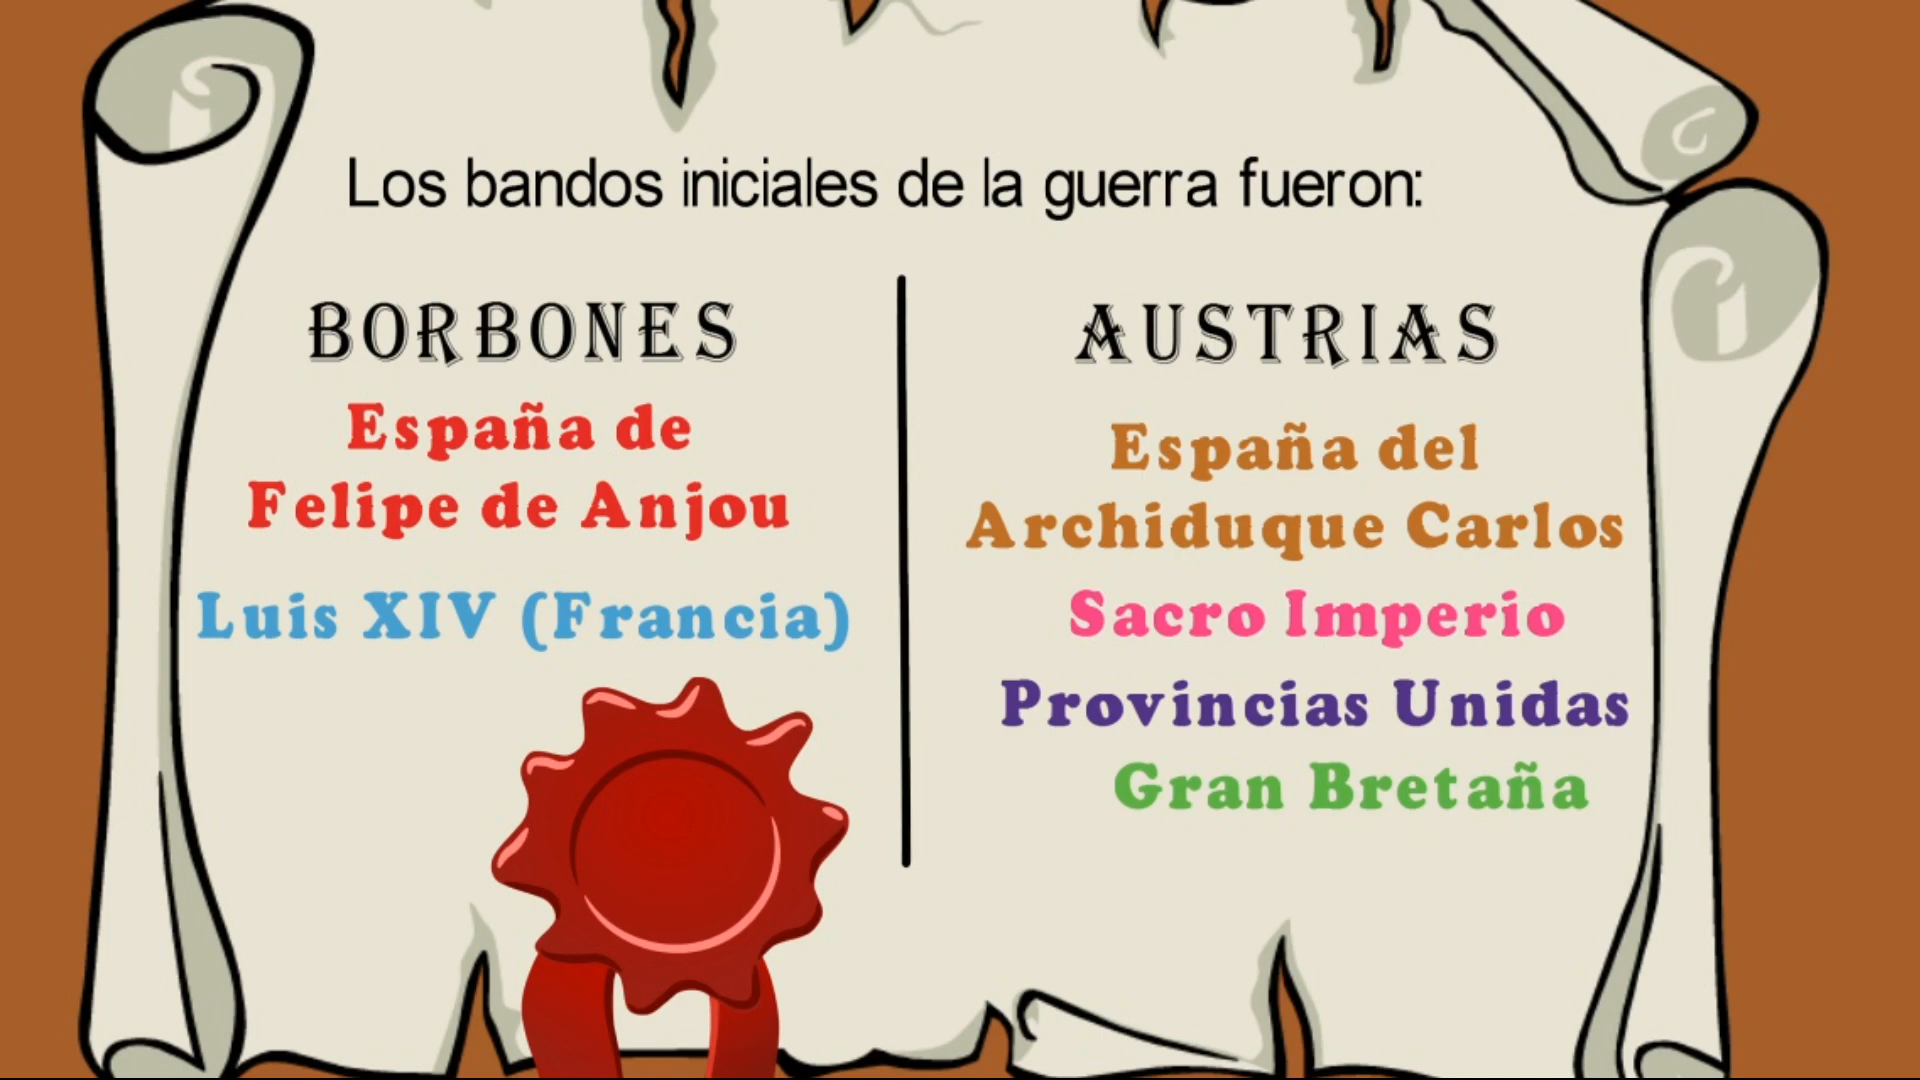 Los bandos iniciales de la guerra fueron:
BORBONES
España de
Felipe de Anjou
Luis XIV (Francia)
AUSTRIAS
España del
Archiduque Carlos
Sacro Imperio
Provincias Unidas
Gran Bretaña